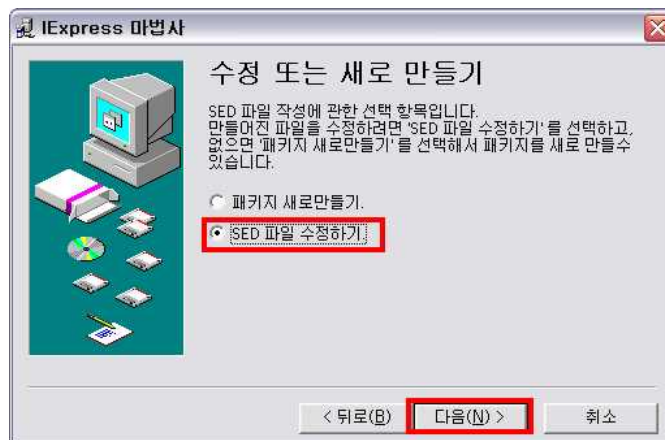 IExpress 마법사
수정 또는 새로 만들기
SED 파일 작성에 관한 선택 항목입니다.
만들어진 파일을 수정하려면 'SED 파일 수정하기' 를 선택하고,
없으면 '패키지 새로만들기' 를 선택해서 패키지를 새로 만들수
있습니다.
패키지 새로만들기.
SED 파일 수정하기.
< 뒤로(B) 다음(N) > 취소